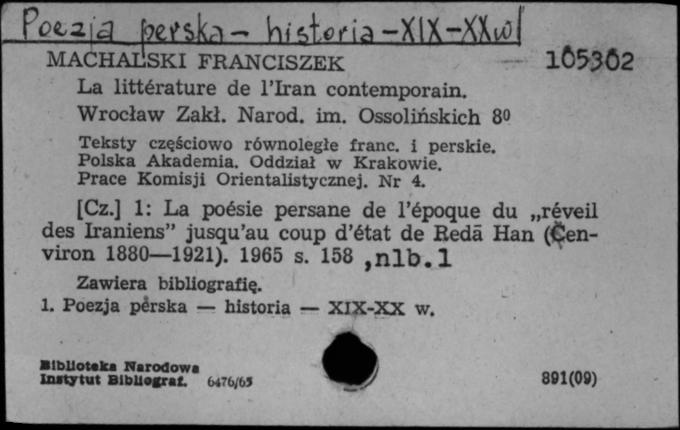 Poezja perska - historia - XIX-XXw
MACHALSKI FRANCISZEK 105302
La littérature de l'Iran contemporain.
Wrocław Zakł. Narod. im. Ossolińskich 8⁰
Teksty częściowo równoległe franc. i perskie.
Polska Akademia. Oddział w Krakowie.
Prace Komisji Orientalistycznej. Nr 4.
[Cz.] 1: La poésie persane de l'époque du „réveil
des Iraniens” jusqu'au coup d'état de Redā Han (Çen-
viron 1880—1921). 1965 s. 158 ,nlb.1
Zawiera bibliografię.
1. Poezja perska — historia — XIX-XX w.
Biblioteka Narodowa
Instytut Bibliograf. 6476/65 891(09)